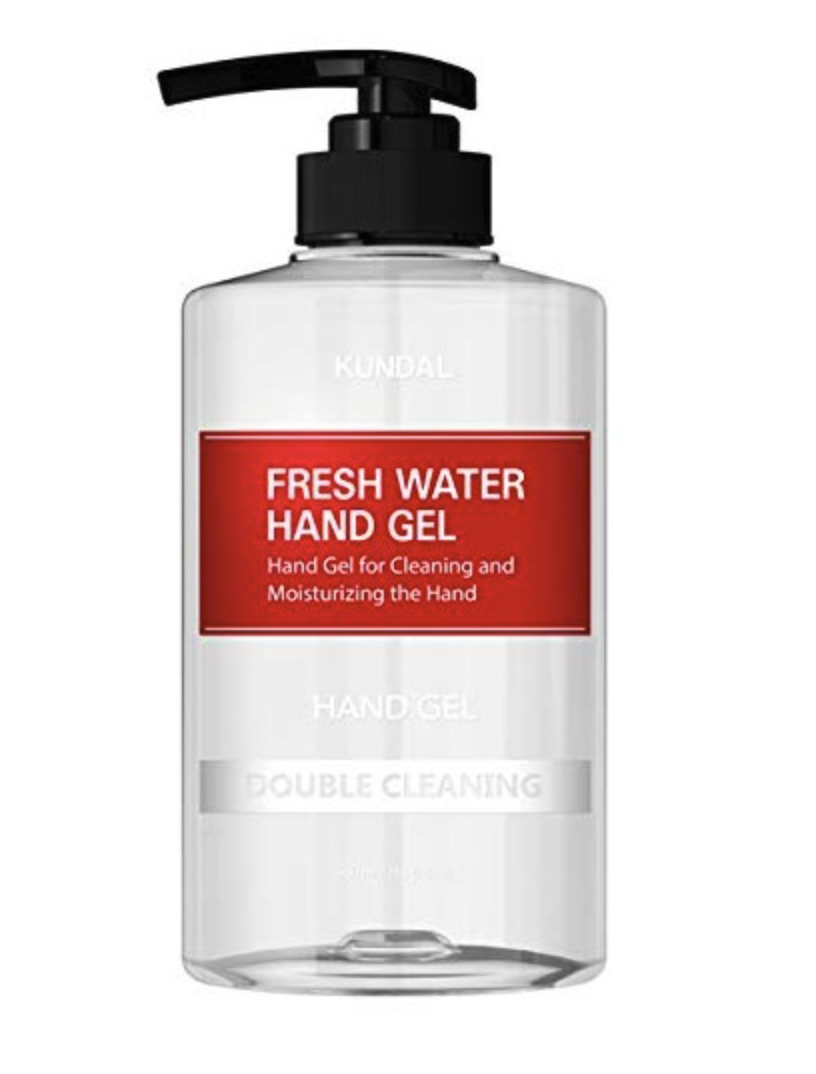 KUNDAL
FRESH WATER
HAND GEL
Hand Gel for Cleaning and
Moisturizing the Hand
HAND GEL
DOUBLE CLEANING